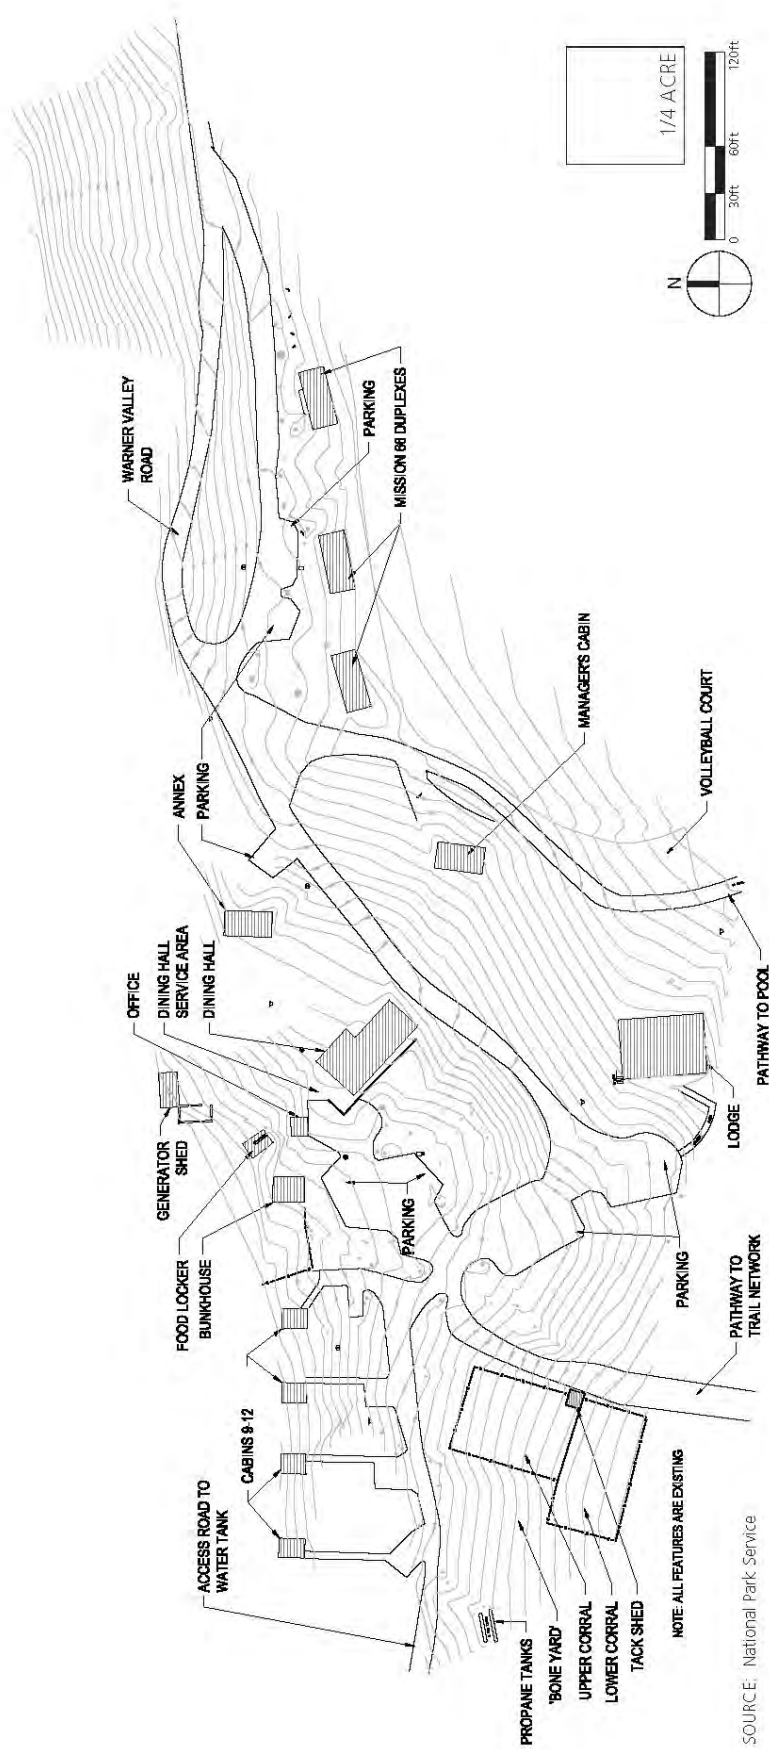 ACCESS ROAD TO
WATER TANK
CABINS 9-12
FOOD LOCKER
BUNKHOUSE
GENERATOR
SHED
OFFICE
DINING HALL
SERVICE AREA
DINING HALL
ANNEX
PARKING
WARNER VALLEY
ROAD
PARKING
PARKING
MISSION 66 DUPLEXES
MANAGER'S CABIN
VOLLEYBALL COURT
PATHWAY TO POOL
LODGE
PARKING
PATHWAY TO
TRAIL NETWORK
PROPANE TANKS
'BONE YARD'
UPPER CORRAL
LOWER CORRAL
TACK SHED
NOTE: ALL FEATURES ARE EXISTING
SOURCE: National Park Service
N
1/4 ACRE
0 30ft 60ft 120ft